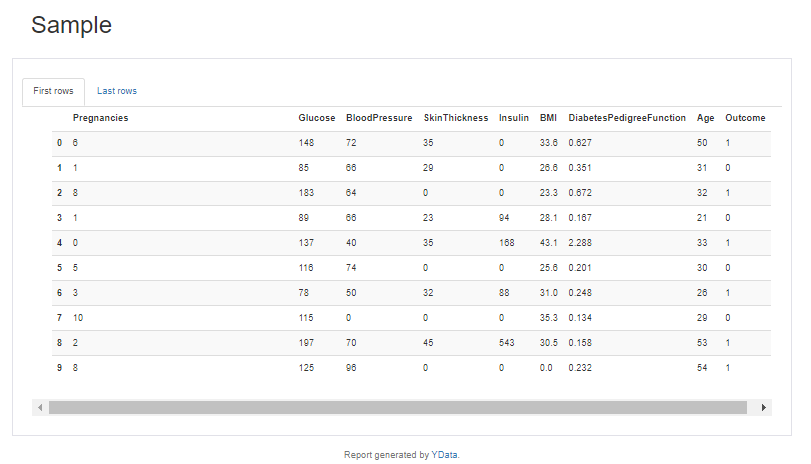 Sample
First rows Last rows
Pregnancies Glucose BloodPressure SkinThickness Insulin BMI DiabetesPedigreeFunction Age Outcome
0 6 148 72 35 0 33.6 0.627 50 1
1 1 85 66 29 0 26.6 0.351 31 0
2 8 183 64 0 0 23.3 0.672 32 1
3 1 89 66 23 94 28.1 0.167 21 0
4 0 137 40 35 168 43.1 2.288 33 1
5 5 116 74 0 0 25.6 0.201 30 0
6 3 78 50 32 88 31.0 0.248 26 1
7 10 115 0 0 0 35.3 0.134 29 0
8 2 197 70 45 543 30.5 0.158 53 1
9 8 125 96 0 0 0.0 0.232 54 1
Report generated by YData.